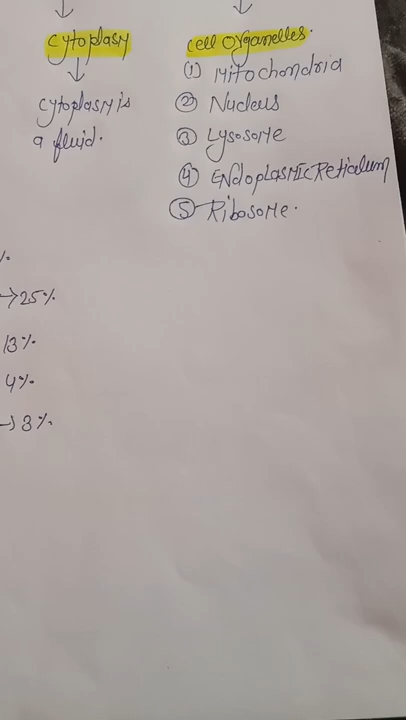 Cytoplasm
Cytoplasm is
a fluid.
Cell Organelles.
① Mitochondria
② Nucleus
③ Lysosome
④ Endoplasmic Reticulum
⑤ Ribosome.
%.
→ 25%.
13%.
4%.
→ 3%.